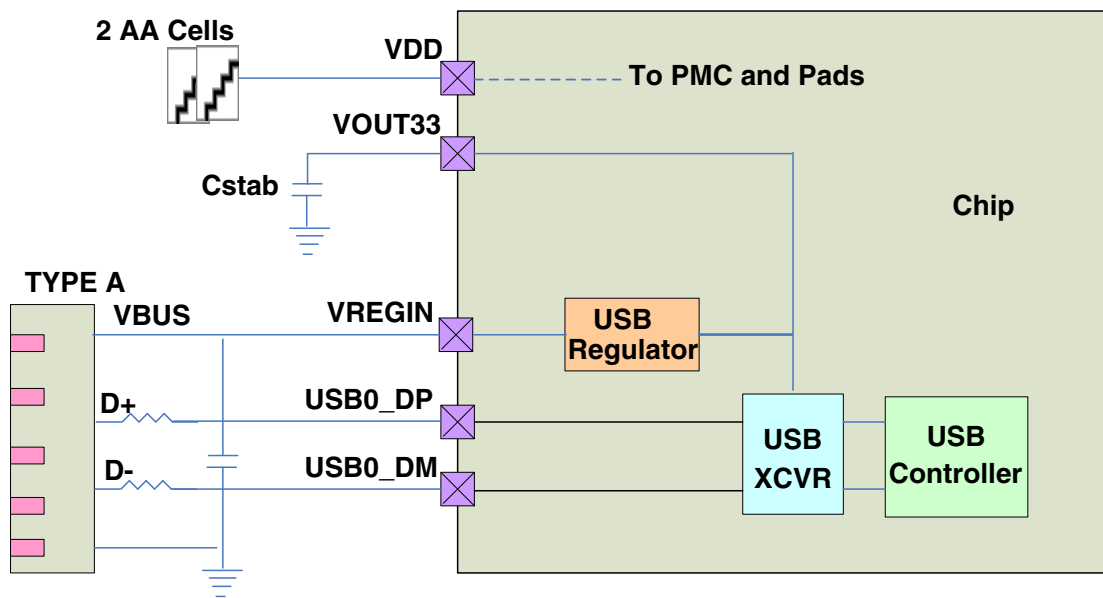 2 AA Cells
VDD
To PMC and Pads
VOUT33
Cstab
Chip
TYPE A
VBUS
VREGIN
USB
Regulator
D+
USB0_DP
D-
USB0_DM
USB
XCVR
USB
Controller